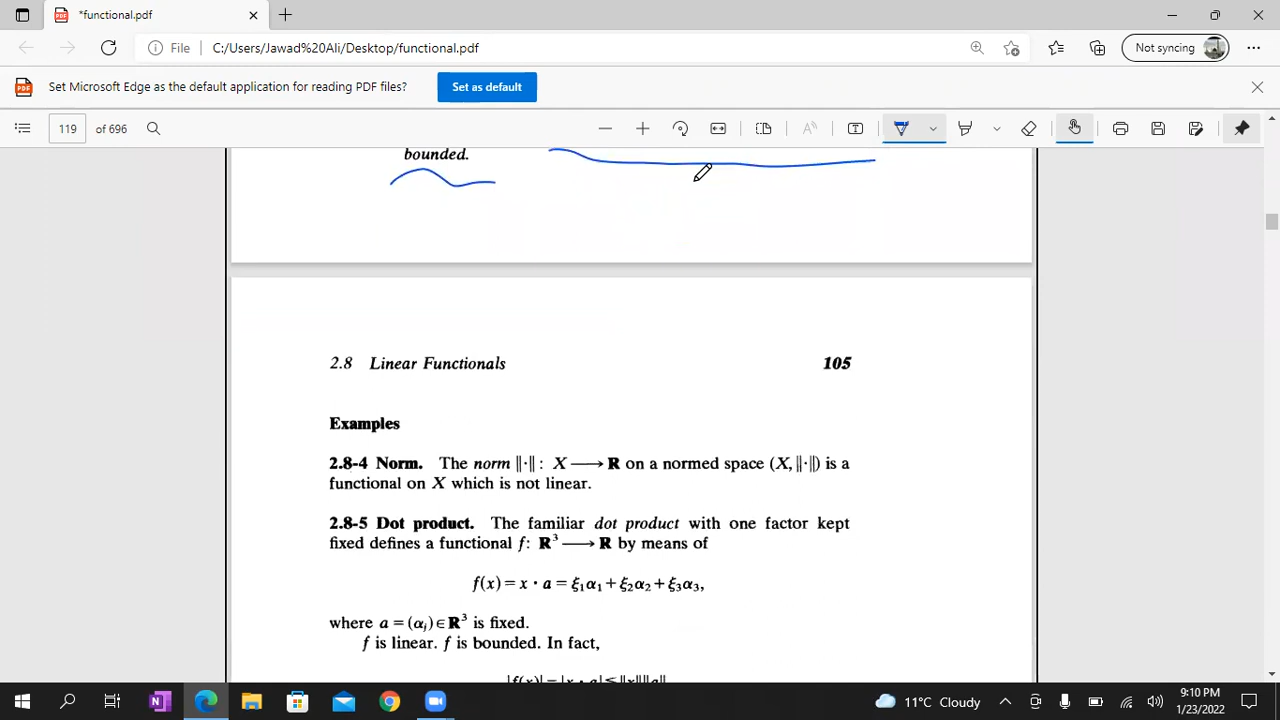 *functional.pdf
File
C:/Users/Jawad%20Ali/Desktop/functional.pdf
Not syncing
Set Microsoft Edge as the default application for reading PDF files?
Set as default
119 of 696
bounded.
2.8 Linear Functionals 105
Examples
2.8-4 Norm. The norm ‖·‖: X ⟶ R on a normed space (X, ‖·‖) is a
functional on X which is not linear.
2.8-5 Dot product. The familiar dot product with one factor kept
fixed defines a functional f: R³ ⟶ R by means of
f(x) = x · a = ξ₁α₁ + ξ₂α₂ + ξ₃α₃,
where a = (αⱼ) ∈ R³ is fixed.
f is linear. f is bounded. In fact,
|f(x)| = |x · a| ≤ ‖x‖‖a‖
11°C Cloudy
9:10 PM
1/23/2022